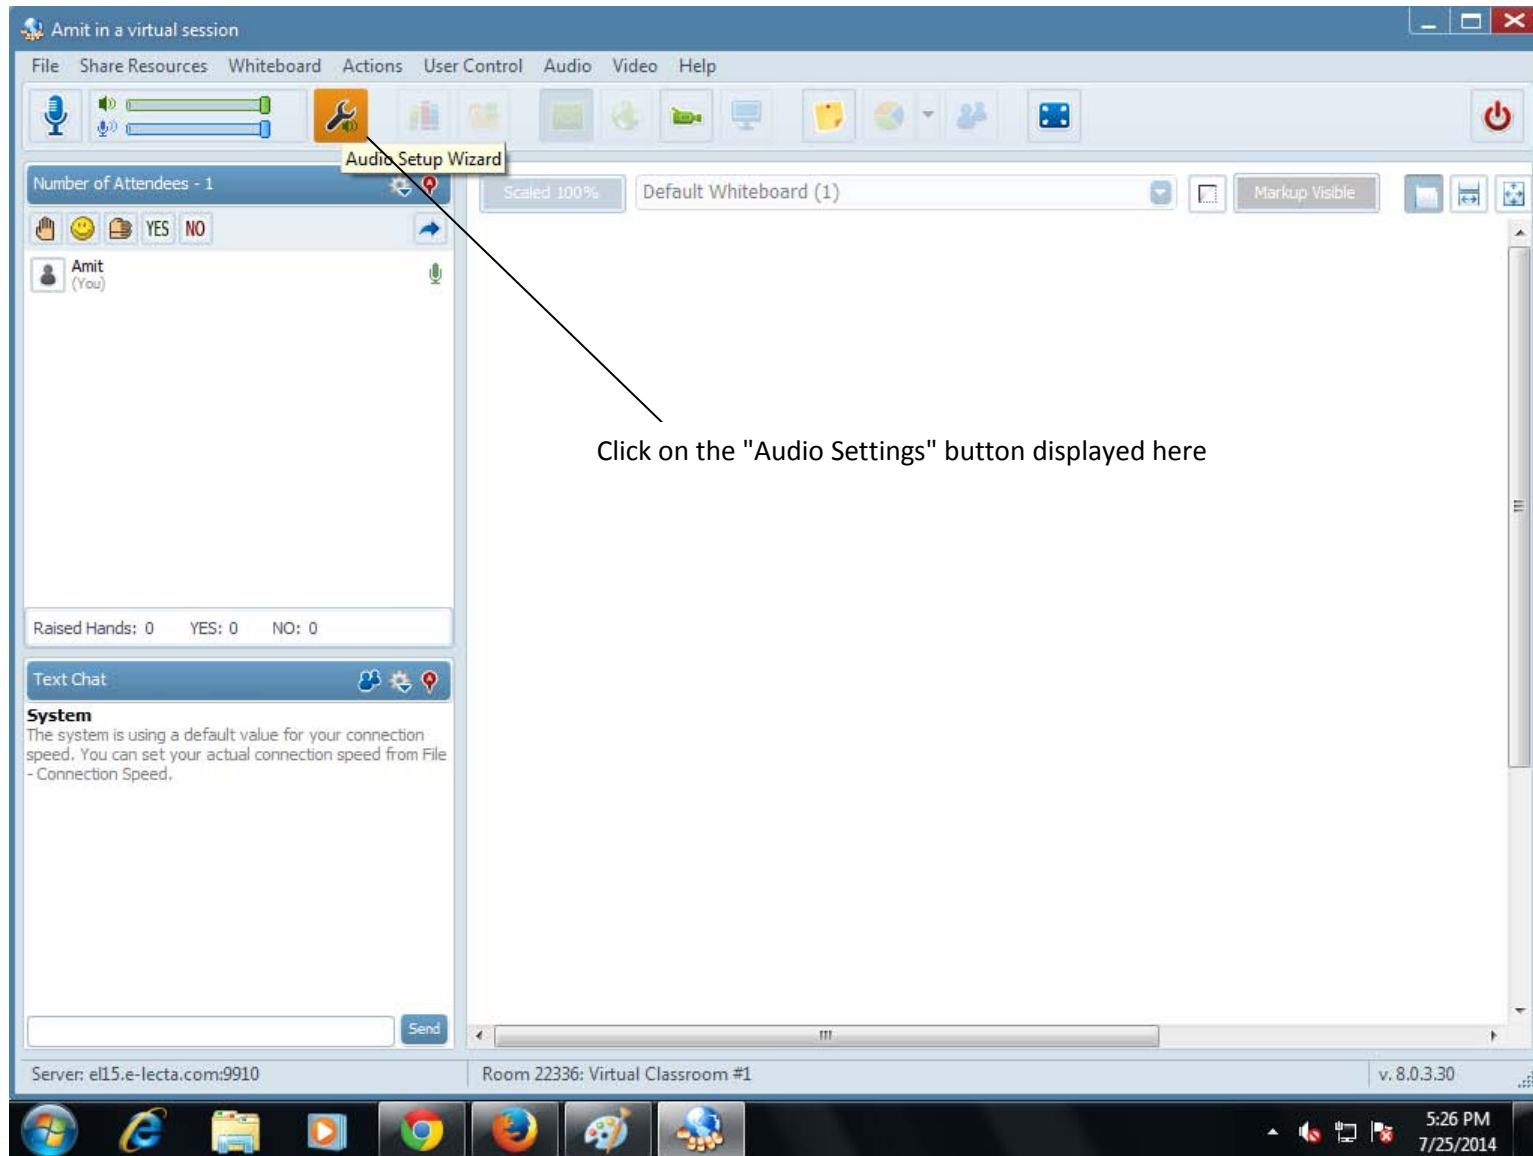 Amit in a virtual session
File Share Resources Whiteboard Actions User Control Audio Video Help
Audio Setup Wizard
Number of Attendees - 1
Scaled 100%
Default Whiteboard (1)
Markup Visible
YES NO
Amit
(You)
Click on the "Audio Settings" button displayed here
Raised Hands: 0 YES: 0 NO: 0
Text Chat
System
The system is using a default value for your connection
speed. You can set your actual connection speed from File
- Connection Speed.
Send
Server: el15.e-lecta.com:9910
Room 22336: Virtual Classroom #1
v. 8.0.3.30
5:26 PM
7/25/2014